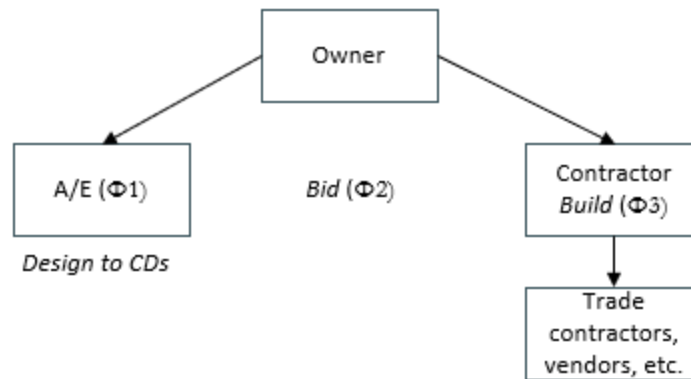 Owner
A/E (Φ1)
Bid (Φ2)
Contractor
Build (Φ3)
Design to CDs
Trade
contractors,
vendors, etc.